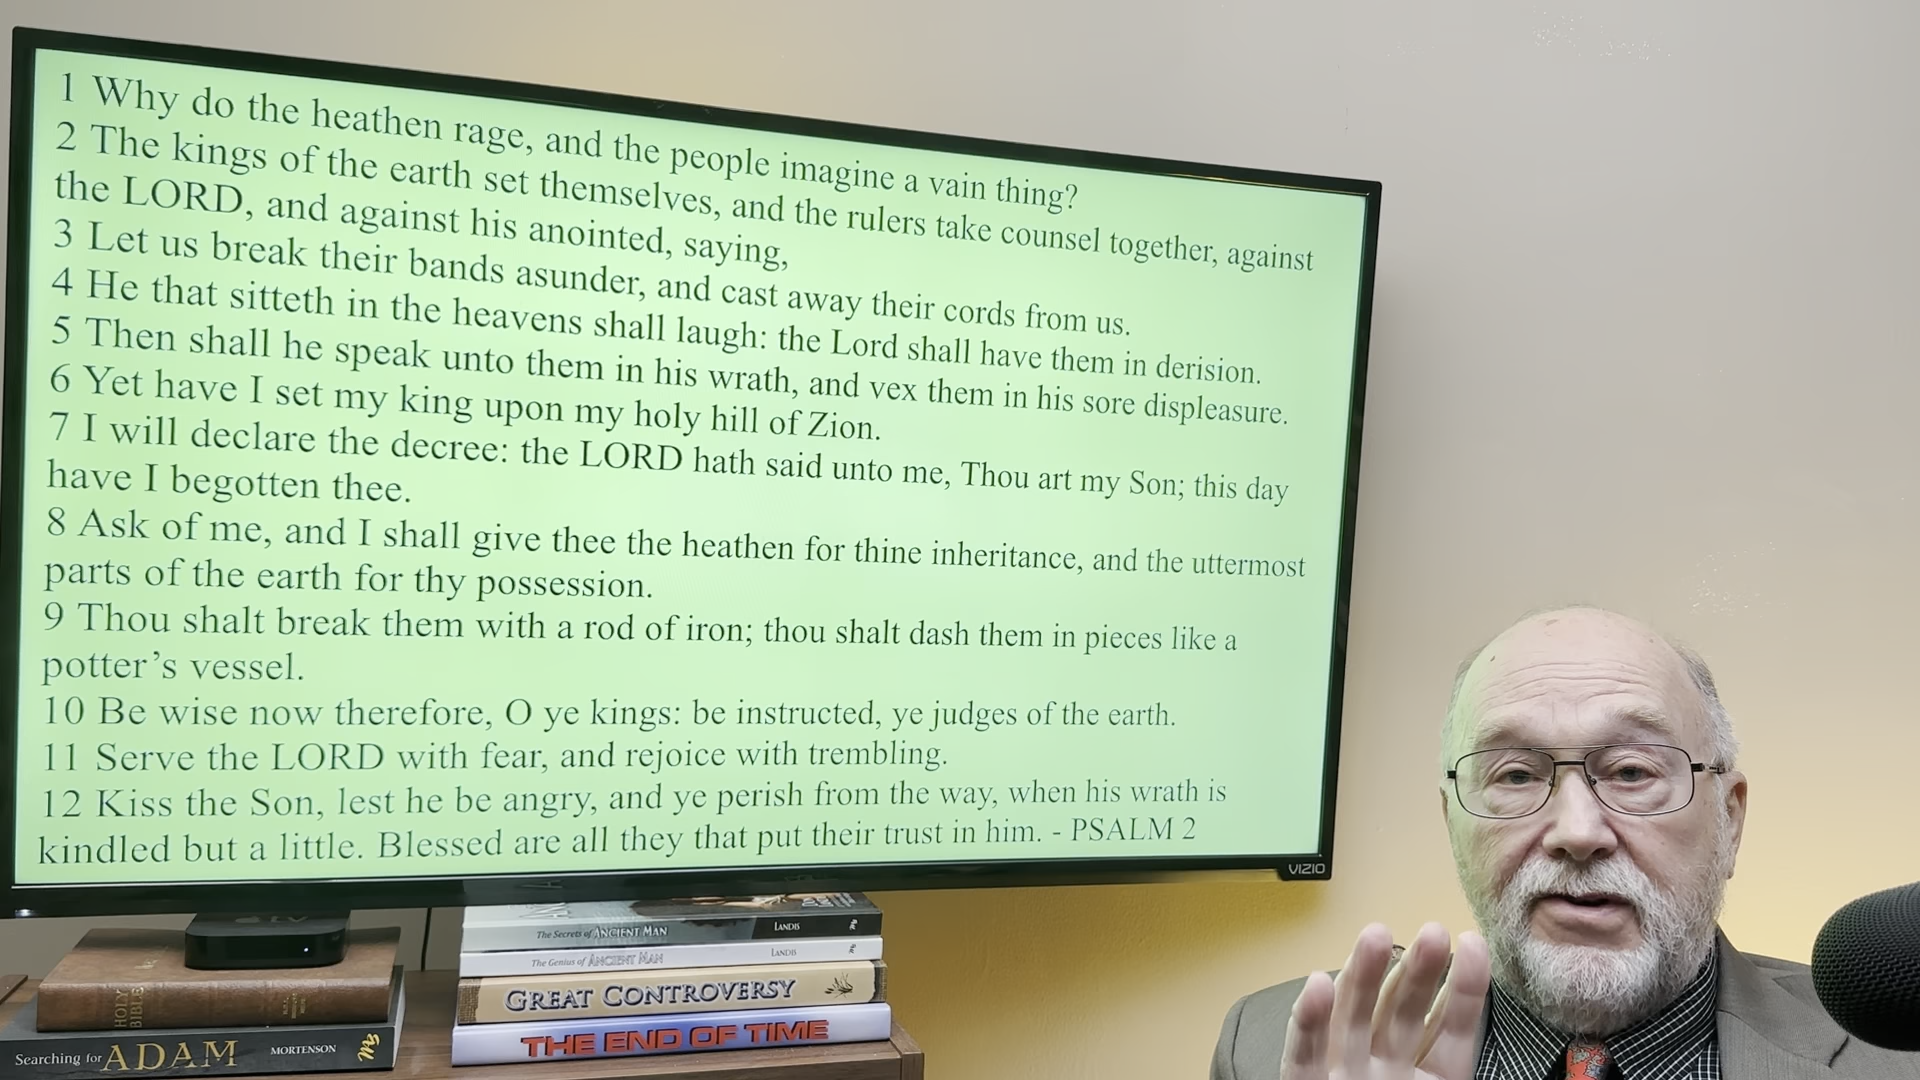 1 Why do the heathen rage, and the people imagine a vain thing?
2 The kings of the earth set themselves, and the rulers take counsel together, against
the LORD, and against his anointed, saying,
3 Let us break their bands asunder, and cast away their cords from us.
4 He that sitteth in the heavens shall laugh: the Lord shall have them in derision.
5 Then shall he speak unto them in his wrath, and vex them in his sore displeasure.
6 Yet have I set my king upon my holy hill of Zion.
7 I will declare the decree: the LORD hath said unto me, Thou art my Son; this day
have I begotten thee.
8 Ask of me, and I shall give thee the heathen for thine inheritance, and the uttermost
parts of the earth for thy possession.
9 Thou shalt break them with a rod of iron; thou shalt dash them in pieces like a
potter’s vessel.
10 Be wise now therefore, O ye kings: be instructed, ye judges of the earth.
11 Serve the LORD with fear, and rejoice with trembling.
12 Kiss the Son, lest he be angry, and ye perish from the way, when his wrath is
kindled but a little. Blessed are all they that put their trust in him. - PSALM 2
VIZIO
HOLY
BIBLE
Searching for ADAM MORTENSON
The Secrets of ANCIENT MAN LANDIS
The Genius of ANCIENT MAN LANDIS
GREAT CONTROVERSY
THE END OF TIME